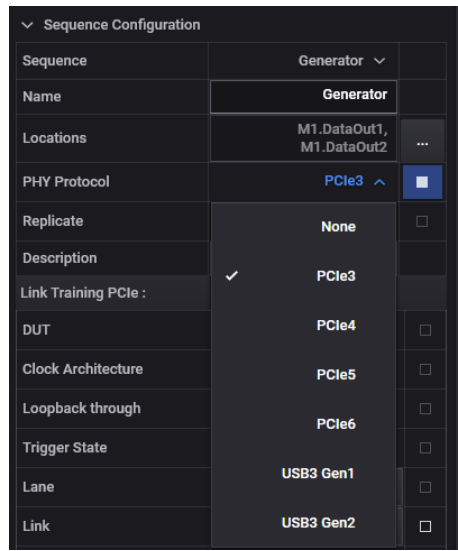 Sequence Configuration
Sequence Generator
Name Generator
Locations M1.DataOut1,
M1.DataOut2 ...
PHY Protocol PCIe3
Replicate None
Description PCIe3
Link Training PCIe :
DUT PCIe4
Clock Architecture PCIe5
Loopback through PCIe6
Trigger State
Lane USB3 Gen1
Link USB3 Gen2